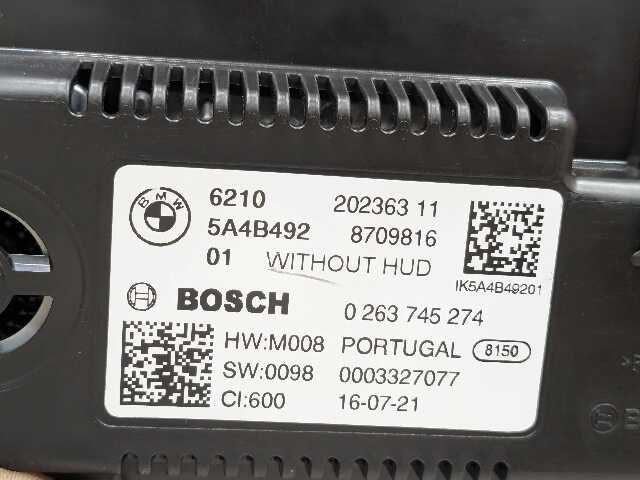 BMW
6210 202363 11
5A4B492 8709816
01 WITHOUT HUD
IK5A4B49201
BOSCH 0 263 745 274
HW:M008 PORTUGAL 8150
SW:0098 0003327077
CI:600 16-07-21